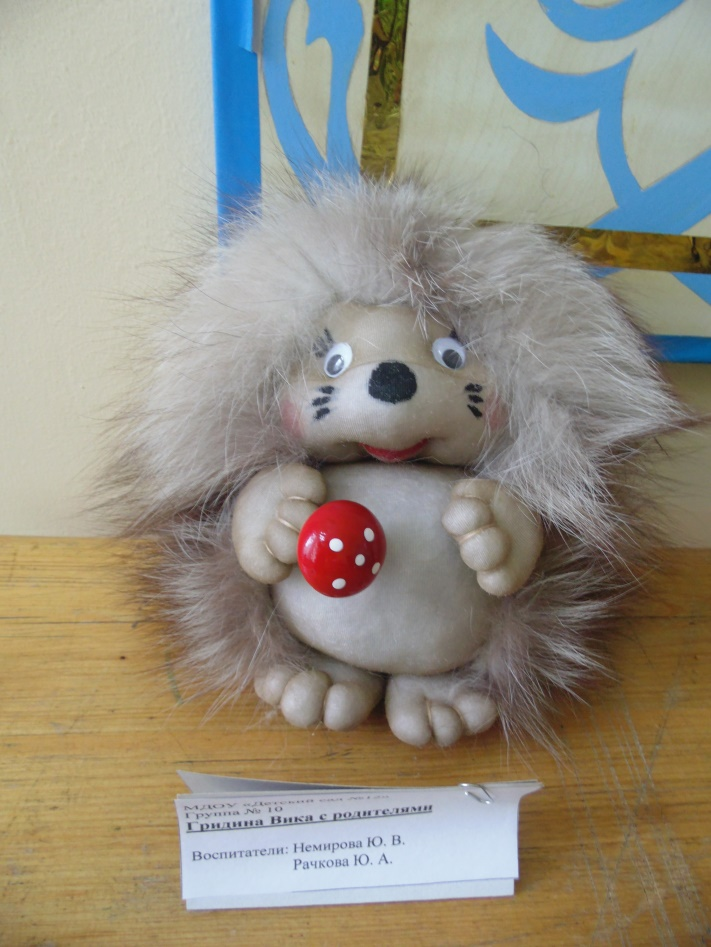 МДОУ «Детский сад
Группа № 10
Гридина Вика с родителями
Воспитатели: Немирова Ю. В.
Рачкова Ю. А.